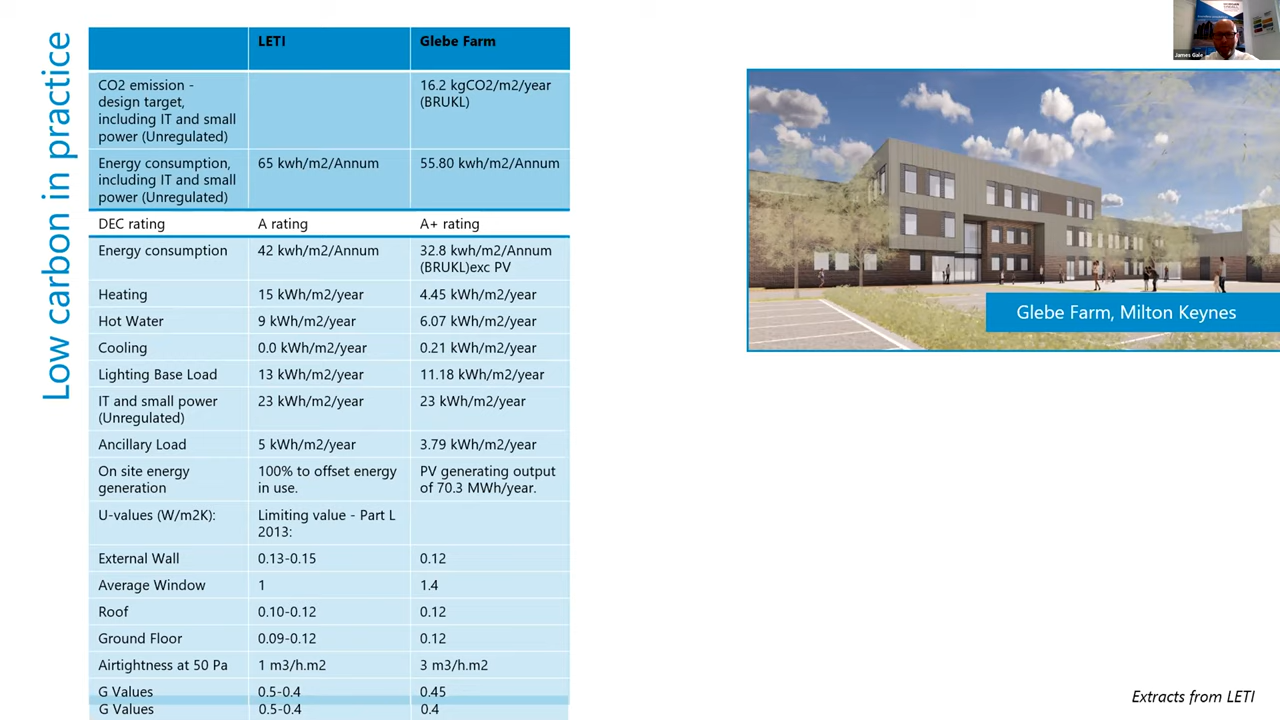 Low carbon in practice
LETI Glebe Farm
CO2 emission - design target, including IT and small power (Unregulated) 16.2 kgCO2/m2/year (BRUKL)
Energy consumption, including IT and small power (Unregulated) 65 kwh/m2/Annum 55.80 kwh/m2/Annum
DEC rating A rating A+ rating
Energy consumption 42 kwh/m2/Annum 32.8 kwh/m2/Annum (BRUKL)exc PV
Heating 15 kWh/m2/year 4.45 kWh/m2/year
Hot Water 9 kWh/m2/year 6.07 kWh/m2/year
Cooling 0.0 kWh/m2/year 0.21 kWh/m2/year
Lighting Base Load 13 kWh/m2/year 11.18 kWh/m2/year
IT and small power (Unregulated) 23 kWh/m2/year 23 kWh/m2/year
Ancillary Load 5 kWh/m2/year 3.79 kWh/m2/year
On site energy generation 100% to offset energy in use. PV generating output of 70.3 MWh/year.
U-values (W/m2K): Limiting value - Part L 2013:
External Wall 0.13-0.15 0.12
Average Window 1 1.4
Roof 0.10-0.12 0.12
Ground Floor 0.09-0.12 0.12
Airtightness at 50 Pa 1 m3/h.m2 3 m3/h.m2
G Values 0.5-0.4 0.45
G Values 0.5-0.4 0.4
James Gale
Glebe Farm, Milton Keynes
Extracts from LETI